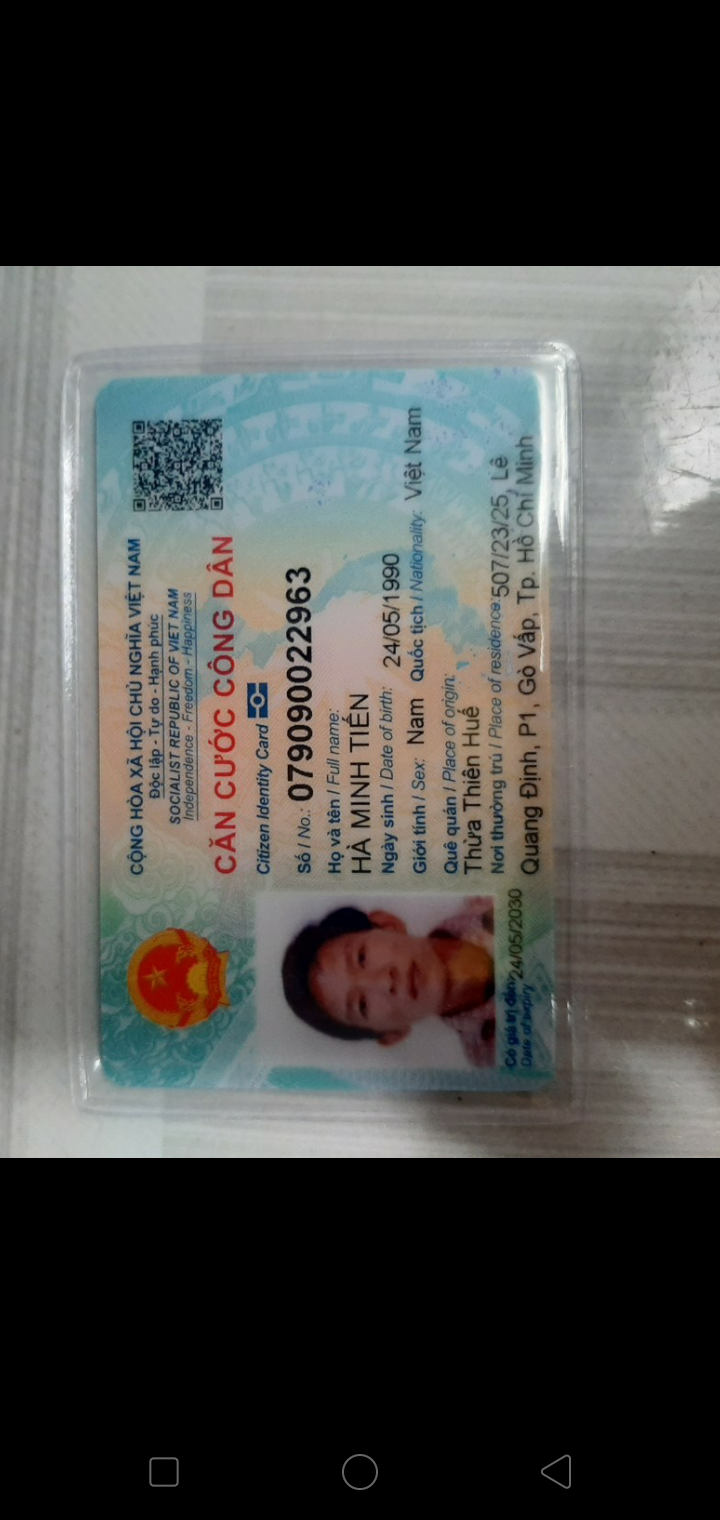 CỘNG HÒA XÃ HỘI CHỦ NGHĨA VIỆT NAM
Độc lập - Tự do - Hạnh phúc
SOCIALIST REPUBLIC OF VIET NAM
Independence - Freedom - Happiness
CĂN CƯỚC CÔNG DÂN
Citizen Identity Card
Số / No.: 079090022963
Họ và tên / Full name:
HÀ MINH TIẾN
Ngày sinh / Date of birth: 24/05/1990
Giới tính / Sex: Nam Quốc tịch / Nationality: Việt Nam
Quê quán / Place of origin:
Thừa Thiên Huế
Nơi thường trú / Place of residence: 507/23/25, Lê
Quang Định, P1, Gò Vấp, Tp. Hồ Chí Minh
Có giá trị đến: 24/05/2030
Date of expiry